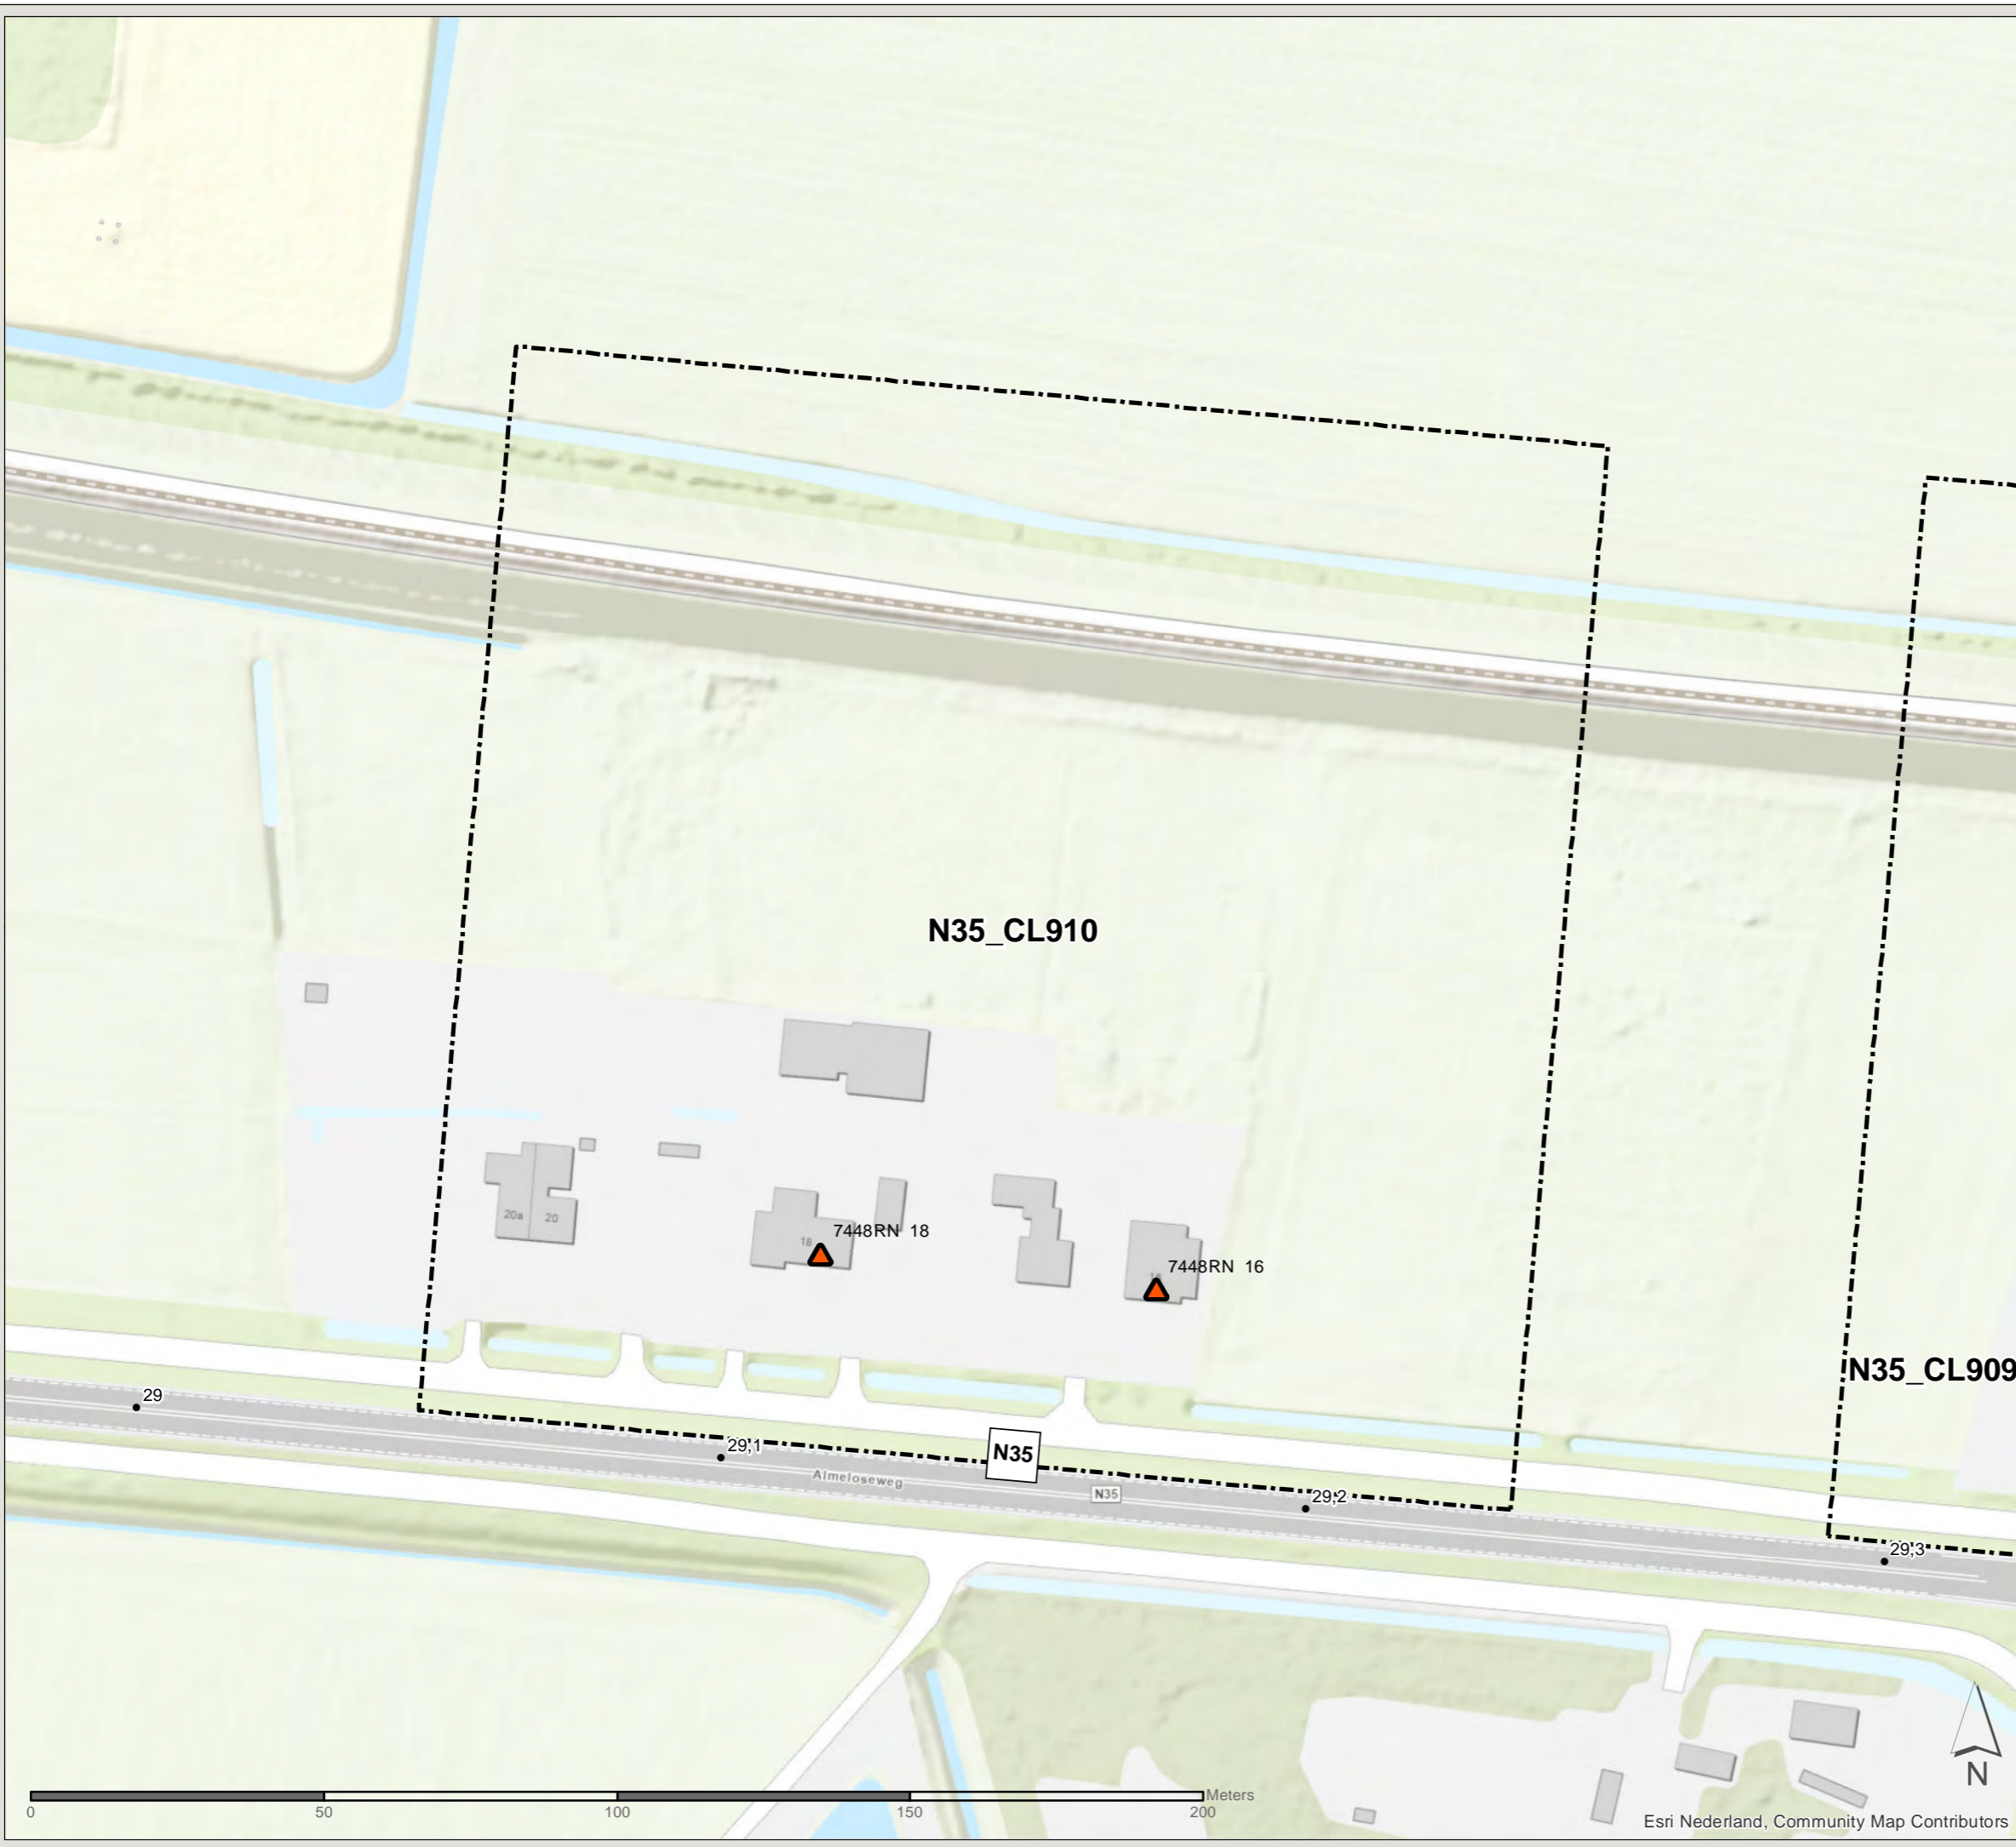 N35_CL910
20a
20
18
7448RN 18
7448RN 16
N35_CL909
29
29,1
N35
Almeloseweg
N35
29,2
29,3
N
Meters
0
50
100
150
200
Esri Nederland, Community Map Contributors